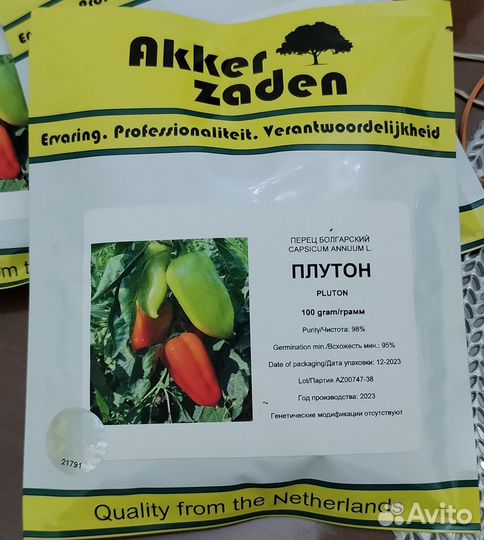 Akker
zaden
Ervaring. Professionaliteit. Verantwoordelijkheid
ПЕРЕЦ БОЛГАРСКИЙ
CAPSICUM ANNUUM L.
ПЛУТОН
PLUTON
100 gram/грамм
Purity/Чистота: 98%
Germination min./Всхожесть мин.: 95%
Date of packaging/Дата упаковки: 12-2023
Lot/Партия AZ00747-38
Год производства: 2023
Генетические модификации отсутствуют
21791
Quality from the Netherlands
Avito